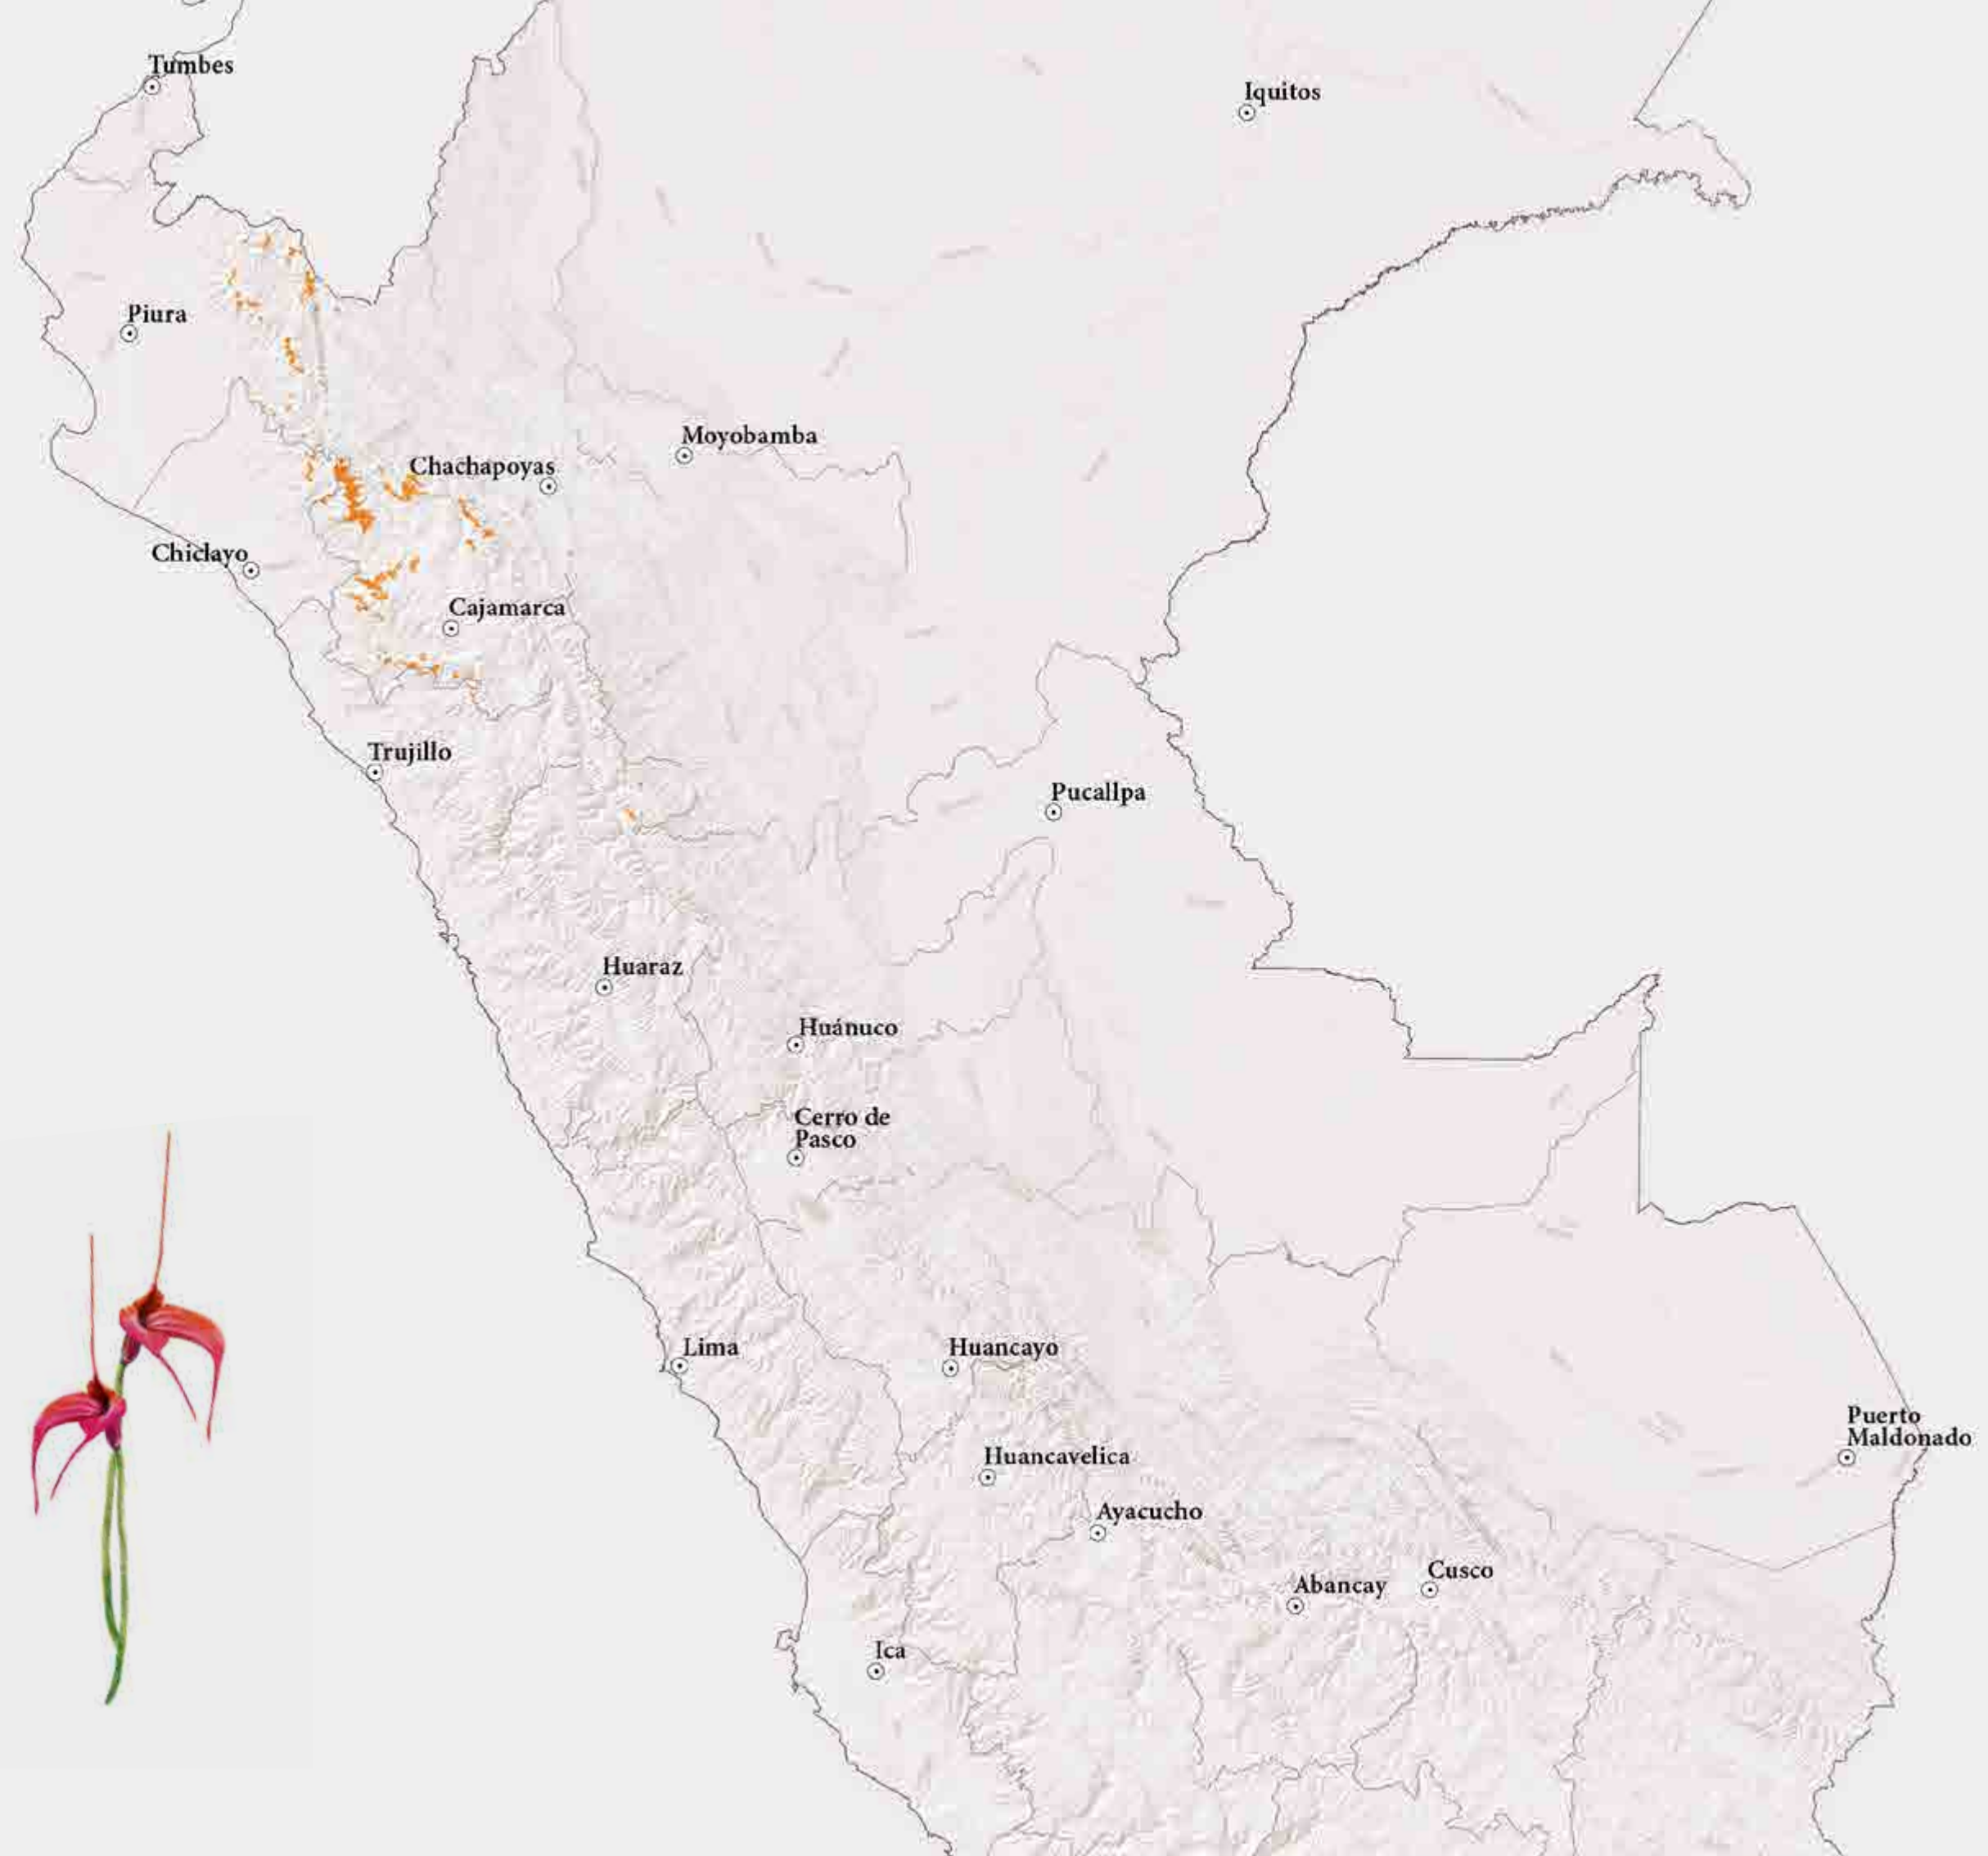 Tumbes
Iquitos
Piura
Moyobamba
Chachapoyas
Chiclayo
Cajamarca
Trujillo
Pucallpa
Huaraz
Huánuco
Cerro de
Pasco
Lima
Huancayo
Puerto
Maldonado
Huancavelica
Ayacucho
Cusco
Abancay
Ica